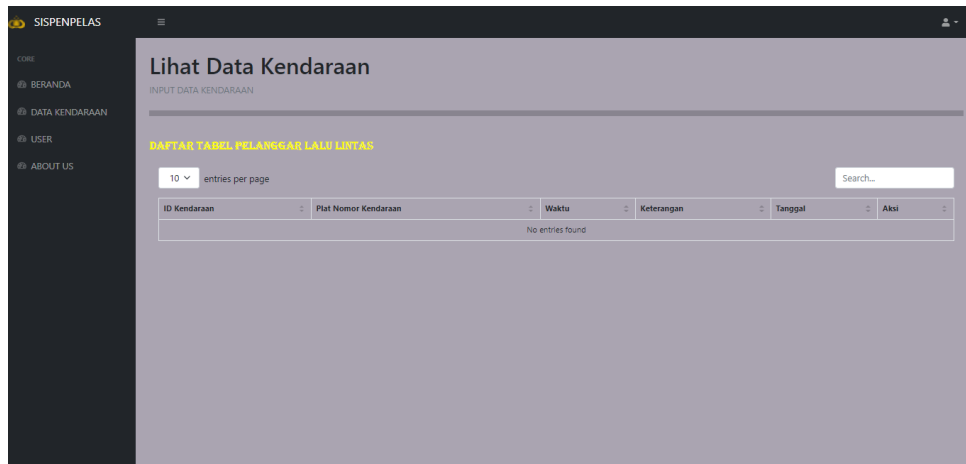 SISPENPELAS
CORE
BERANDA
DATA KENDARAAN
USER
ABOUT US
Lihat Data Kendaraan
INPUT DATA KENDARAAN
DAFTAR TABEL PELANGGAR LALU LINTAS
10 entries per page
Search...
ID Kendaraan Plat Nomor Kendaraan Waktu Keterangan Tanggal Aksi
No entries found